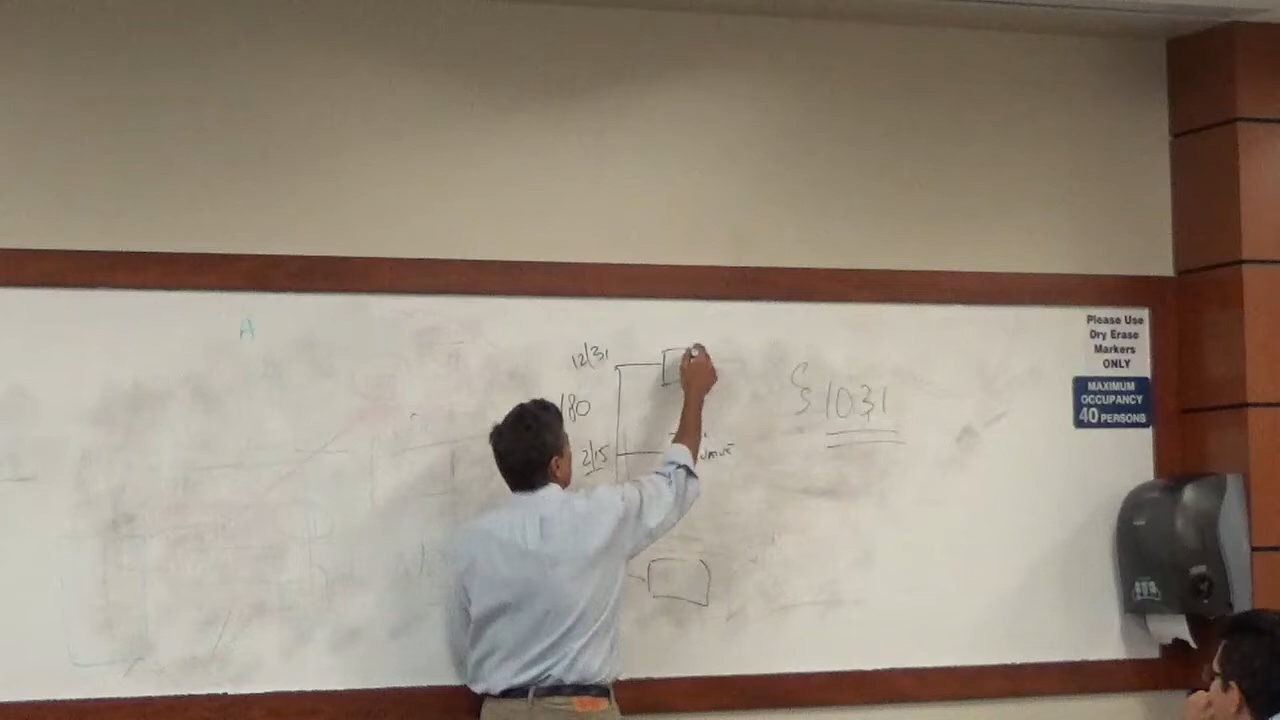 A
12/31
180
2/15
§ 1031
Please Use
Dry Erase
Markers
ONLY
MAXIMUM
OCCUPANCY
40 PERSONS